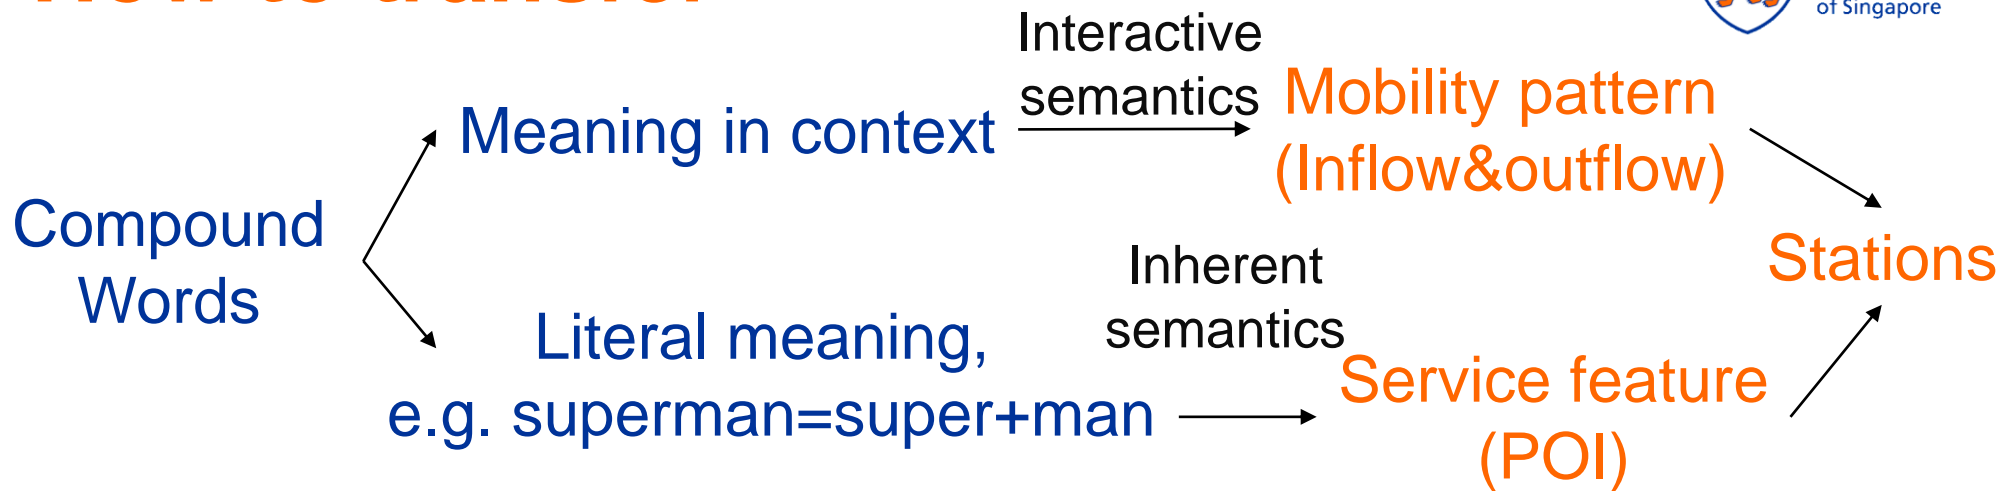 of Singapore
Interactive
semantics
Meaning in context
Mobility pattern
(Inflow&outflow)
Compound
Words
Stations
Inherent
semantics
Literal meaning,
e.g. superman=super+man
Service feature
(POI)